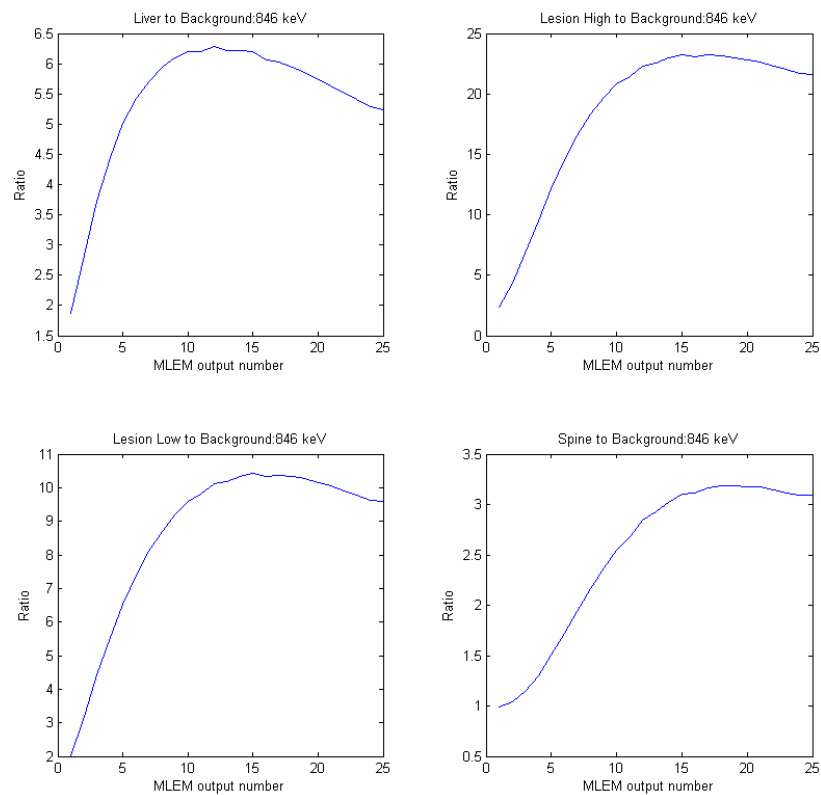 Liver to Background:846 keV
Ratio
6.5
6
5.5
5
4.5
4
3.5
3
2.5
2
1.5
0 5 10 15 20 25
MLEM output number
Lesion High to Background:846 keV
Ratio
25
20
15
10
5
0
0 5 10 15 20 25
MLEM output number
Lesion Low to Background:846 keV
Ratio
11
10
9
8
7
6
5
4
3
2
0 5 10 15 20 25
MLEM output number
Spine to Background:846 keV
Ratio
3.5
3
2.5
2
1.5
1
0.5
0 5 10 15 20 25
MLEM output number